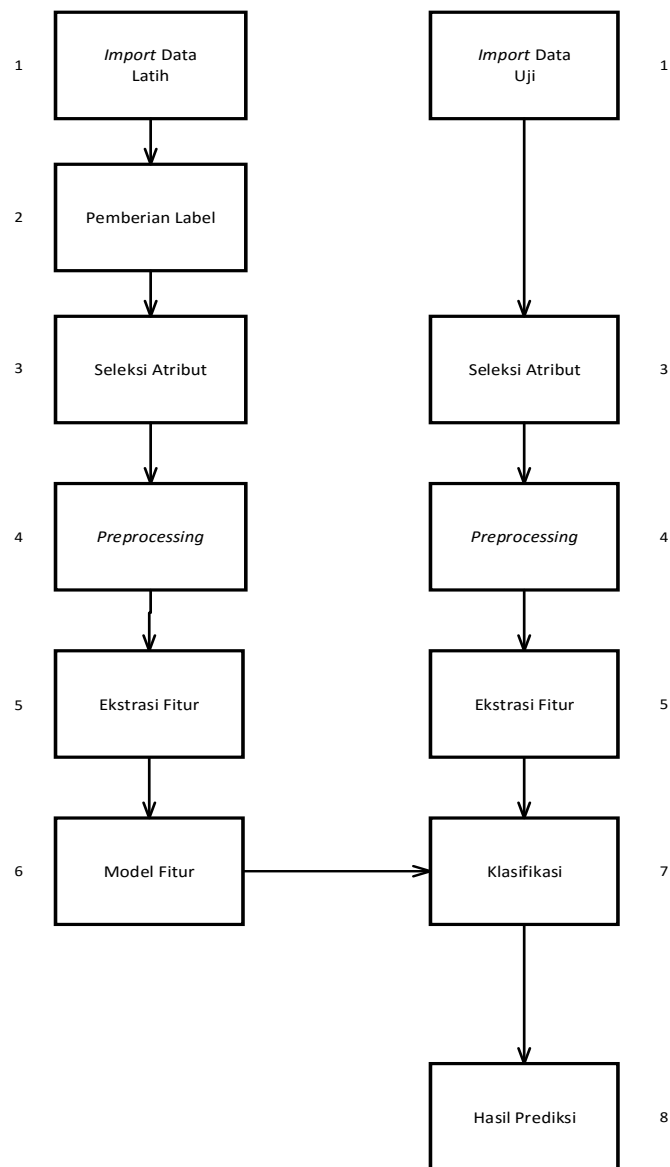 1
Import Data
Latih
Import Data
Uji
1
2
Pemberian Label
3
Seleksi Atribut
Seleksi Atribut
3
4
Preprocessing
Preprocessing
4
5
Ekstrasi Fitur
Ekstrasi Fitur
5
6
Model Fitur
Klasifikasi
7
Hasil Prediksi
8